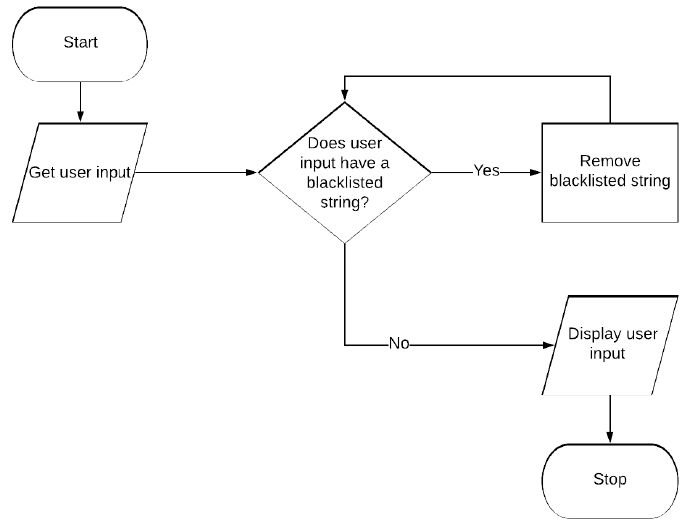 Start
Get user input
Does user
input have a
blacklisted
string?
Yes
Remove
blacklisted string
No
Display user
input
Stop